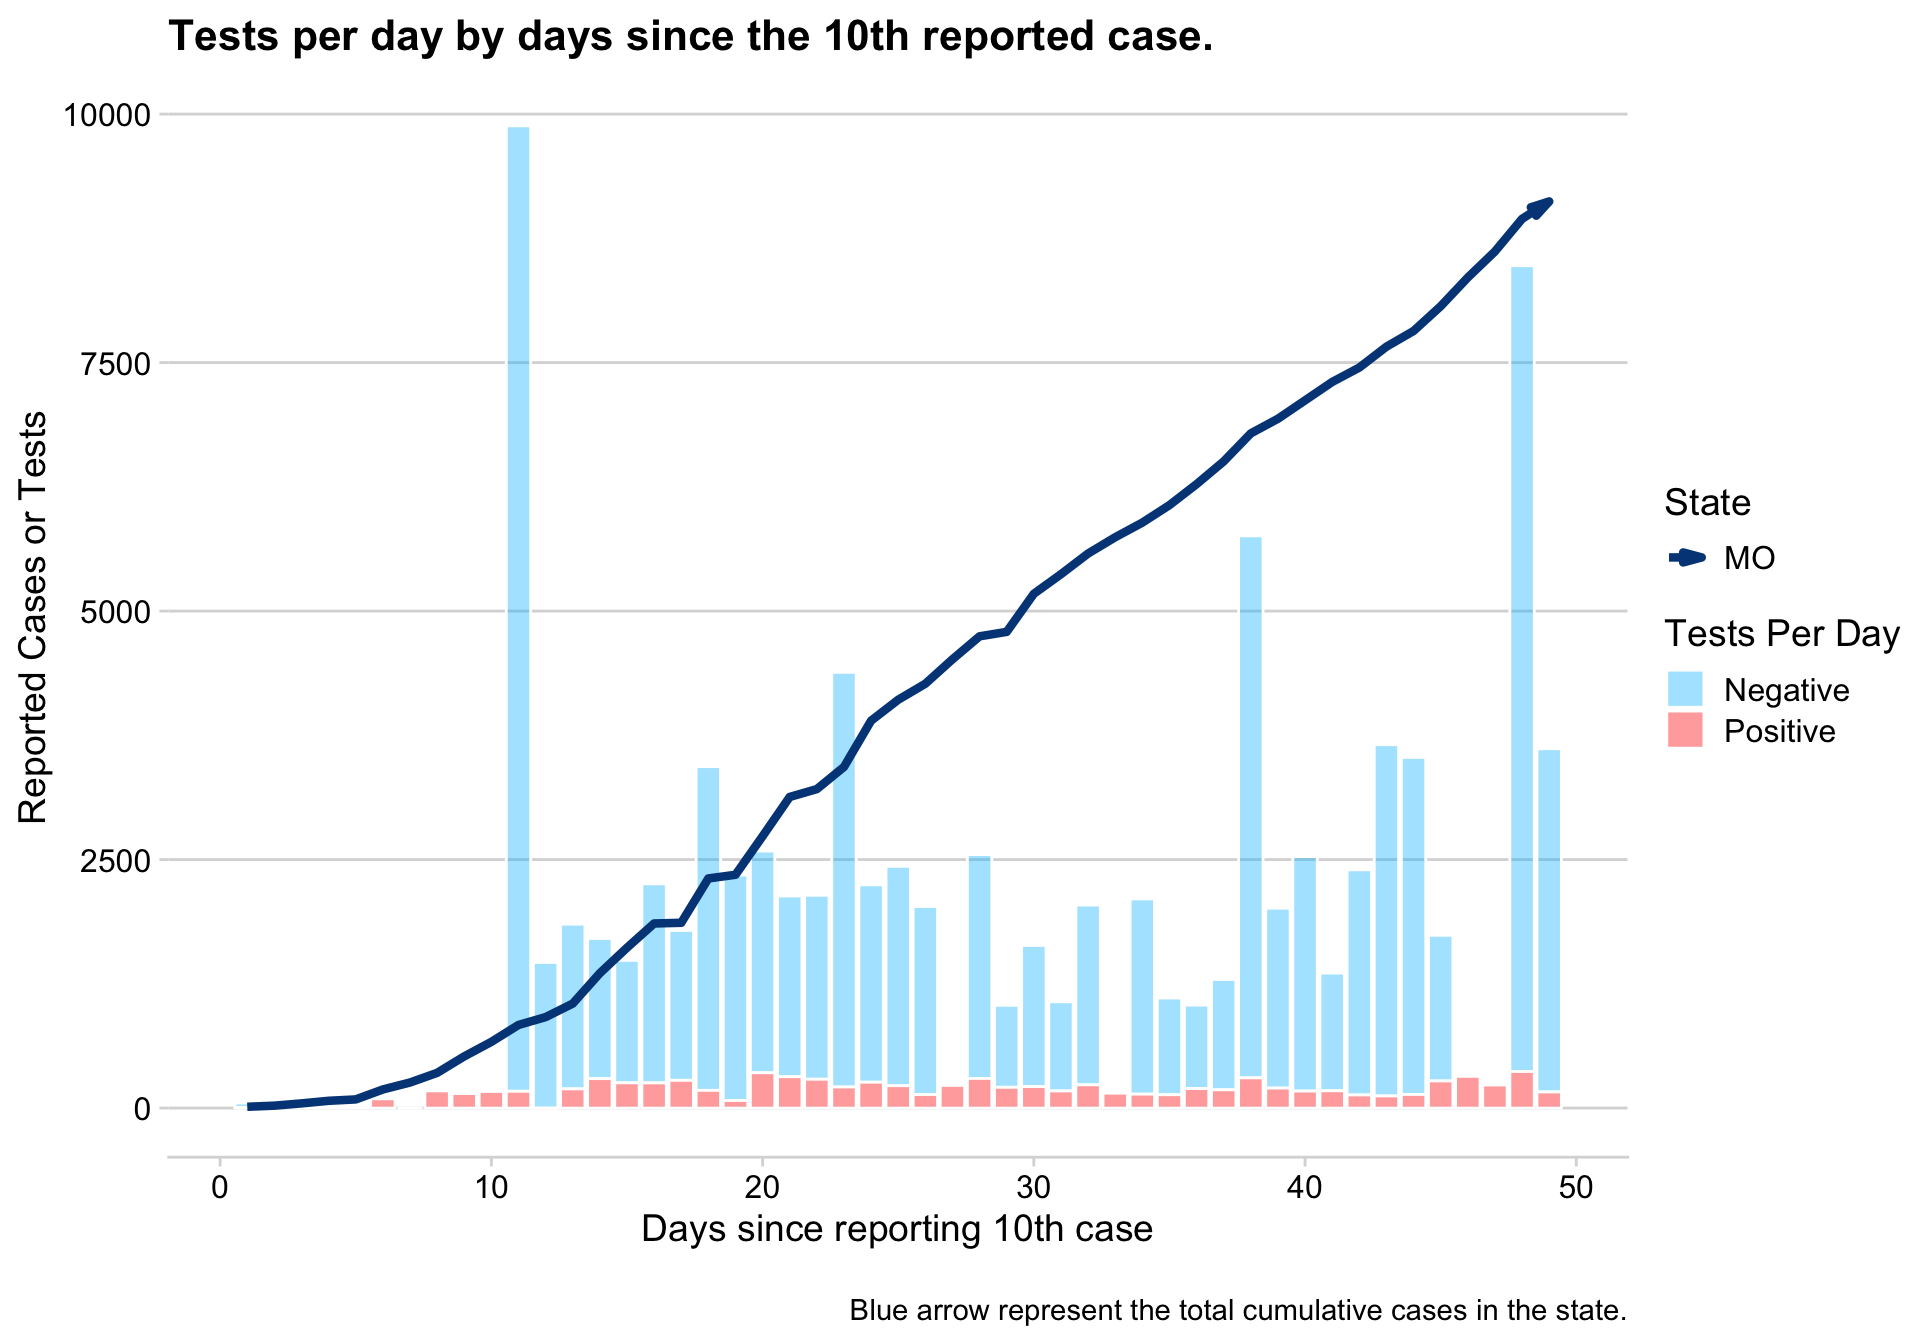 Tests per day by days since the 10th reported case.
10000
7500
5000
2500
0
Reported Cases or Tests
0 10 20 30 40 50
Days since reporting 10th case
State
MO
Tests Per Day
Negative
Positive
Blue arrow represent the total cumulative cases in the state.